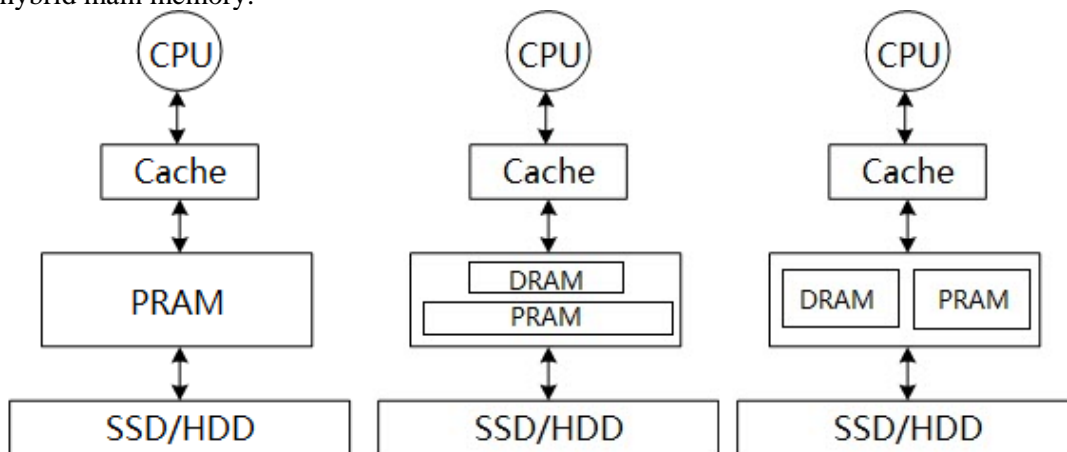 hybrid main memory.
CPU CPU CPU
Cache Cache Cache
PRAM
DRAM
PRAM
DRAM PRAM
SSD/HDD SSD/HDD SSD/HDD